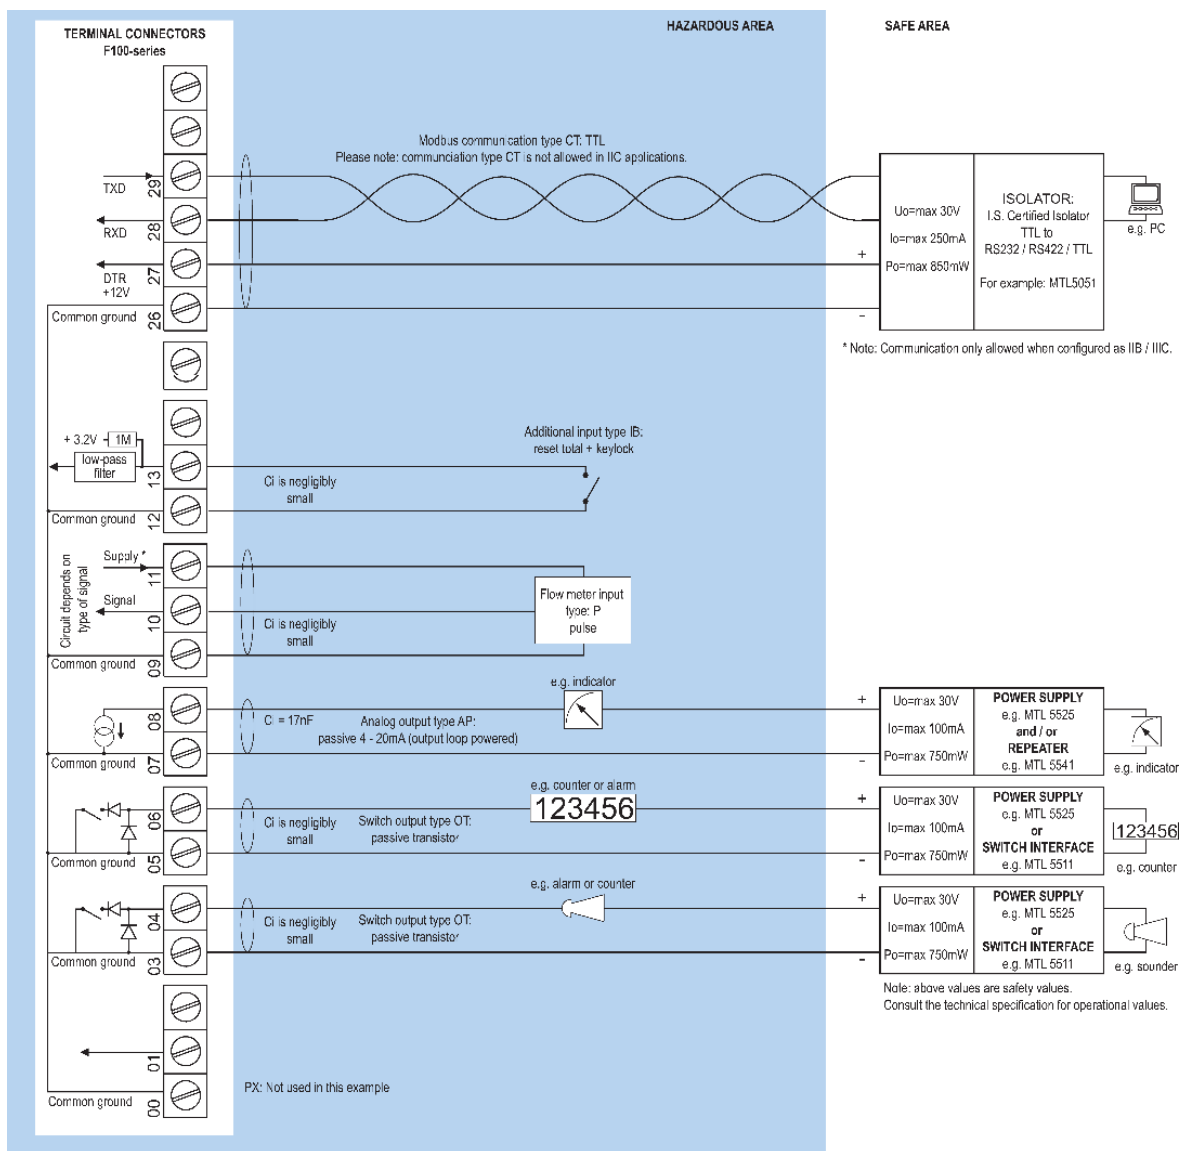 HAZARDOUS AREA
SAFE AREA
TERMINAL CONNECTORS
F100-series
Modbus communication type CT: TTL
Please note: communciation type CT is not allowed in IIC applications.
TXD
29
RXD
28
DTR
+12V
27
Common ground
26
+
-
Uo=max 30V
Io=max 250mA
Po=max 850mW
ISOLATOR:
I.S. Certified Isolator
TTL to
RS232 / RS422 / TTL
For example: MTL5051
e.g. PC
* Note: Communication only allowed when configured as IIB / IIIC.
+ 3.2V
1M
low-pass
filter
13
Common ground
12
Additional input type IB:
reset total + keylock
Ci is negligibly
small
Circuit depends on
type of signal
Supply *
11
Signal
10
Common ground
09
Ci is negligibly
small
Flow meter input
type: P
pulse
08
Common ground
07
Ci = 17nF
Analog output type AP:
passive 4 - 20mA (output loop powered)
e.g. indicator
+
-
Uo=max 30V
Io=max 100mA
Po=max 750mW
POWER SUPPLY
e.g. MTL 5525
and / or
REPEATER
e.g. MTL 5541
e.g. indicator
06
Common ground
05
Ci is negligibly
small
Switch output type OT:
passive transistor
e.g. counter or alarm
123456
+
-
Uo=max 30V
Io=max 100mA
Po=max 750mW
POWER SUPPLY
e.g. MTL 5525
or
SWITCH INTERFACE
e.g. MTL 5511
123456
e.g. counter
04
Common ground
03
Ci is negligibly
small
Switch output type OT:
passive transistor
e.g. alarm or counter
+
-
Uo=max 30V
Io=max 100mA
Po=max 750mW
POWER SUPPLY
e.g. MTL 5525
or
SWITCH INTERFACE
e.g. MTL 5511
e.g. sounder
Note: above values are safety values.
Consult the technical specification for operational values.
01
Common ground
00
PX: Not used in this example